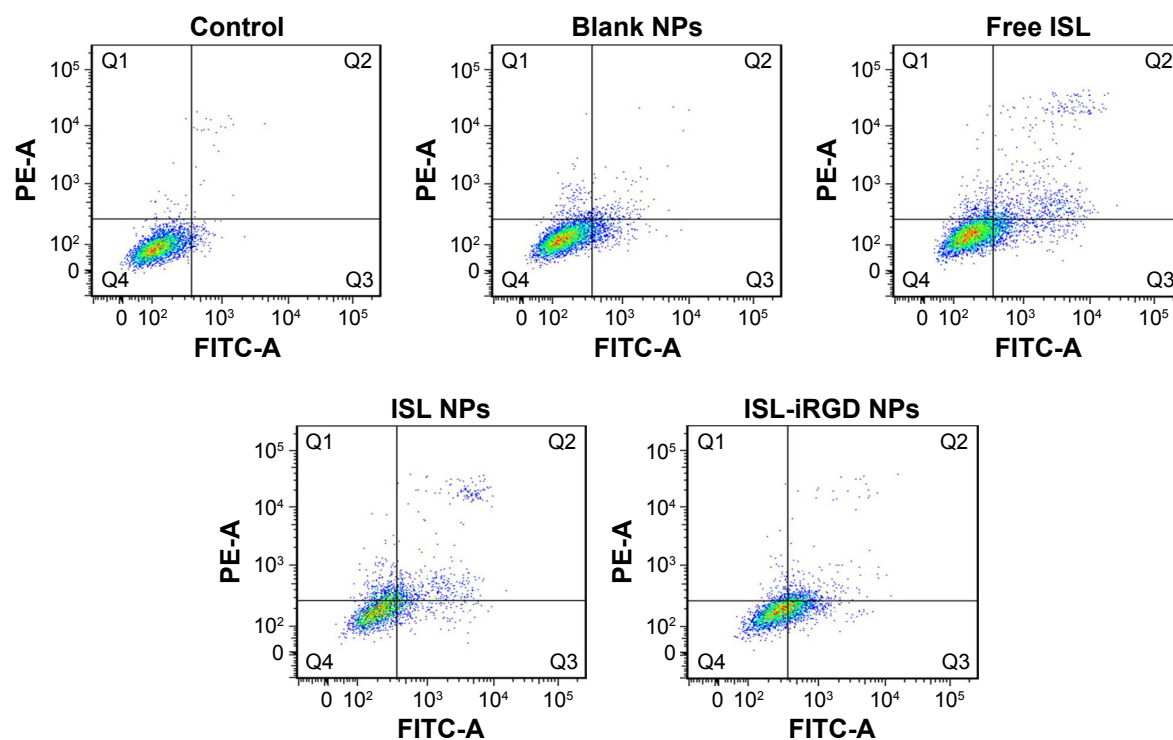 Control
Q1
Q2
Q4
Q3
10⁵
10⁴
10³
10²
0
PE-A
0 10² 10³ 10⁴ 10⁵
FITC-A
Blank NPs
Q1
Q2
Q4
Q3
10⁵
10⁴
10³
10²
0
PE-A
0 10² 10³ 10⁴ 10⁵
FITC-A
Free ISL
Q1
Q2
Q4
Q3
10⁵
10⁴
10³
10²
0
PE-A
0 10² 10³ 10⁴ 10⁵
FITC-A
ISL NPs
Q1
Q2
Q4
Q3
10⁵
10⁴
10³
10²
0
PE-A
0 10² 10³ 10⁴ 10⁵
FITC-A
ISL-iRGD NPs
Q1
Q2
Q4
Q3
10⁵
10⁴
10³
10²
0
PE-A
0 10² 10³ 10⁴ 10⁵
FITC-A